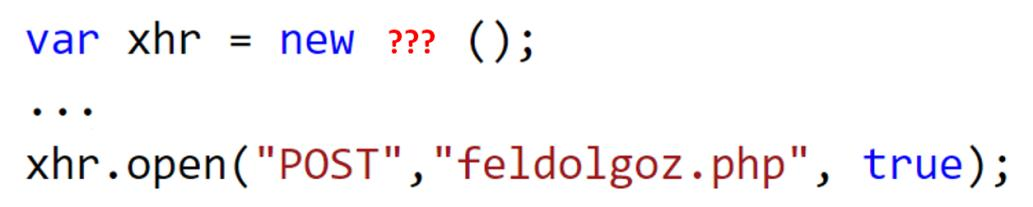 var xhr = new ??? ();
...
xhr.open("POST","feldolgoz.php", true);